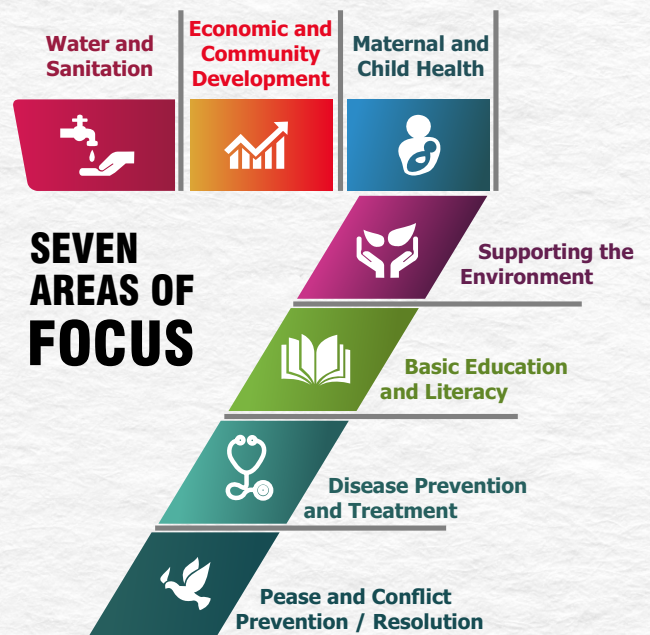 Water and
Sanitation
Economic and
Community
Development
Maternal and
Child Health
SEVEN
AREAS OF
FOCUS
Supporting the
Environment
Basic Education
and Literacy
Disease Prevention
and Treatment
Pease and Conflict
Prevention / Resolution